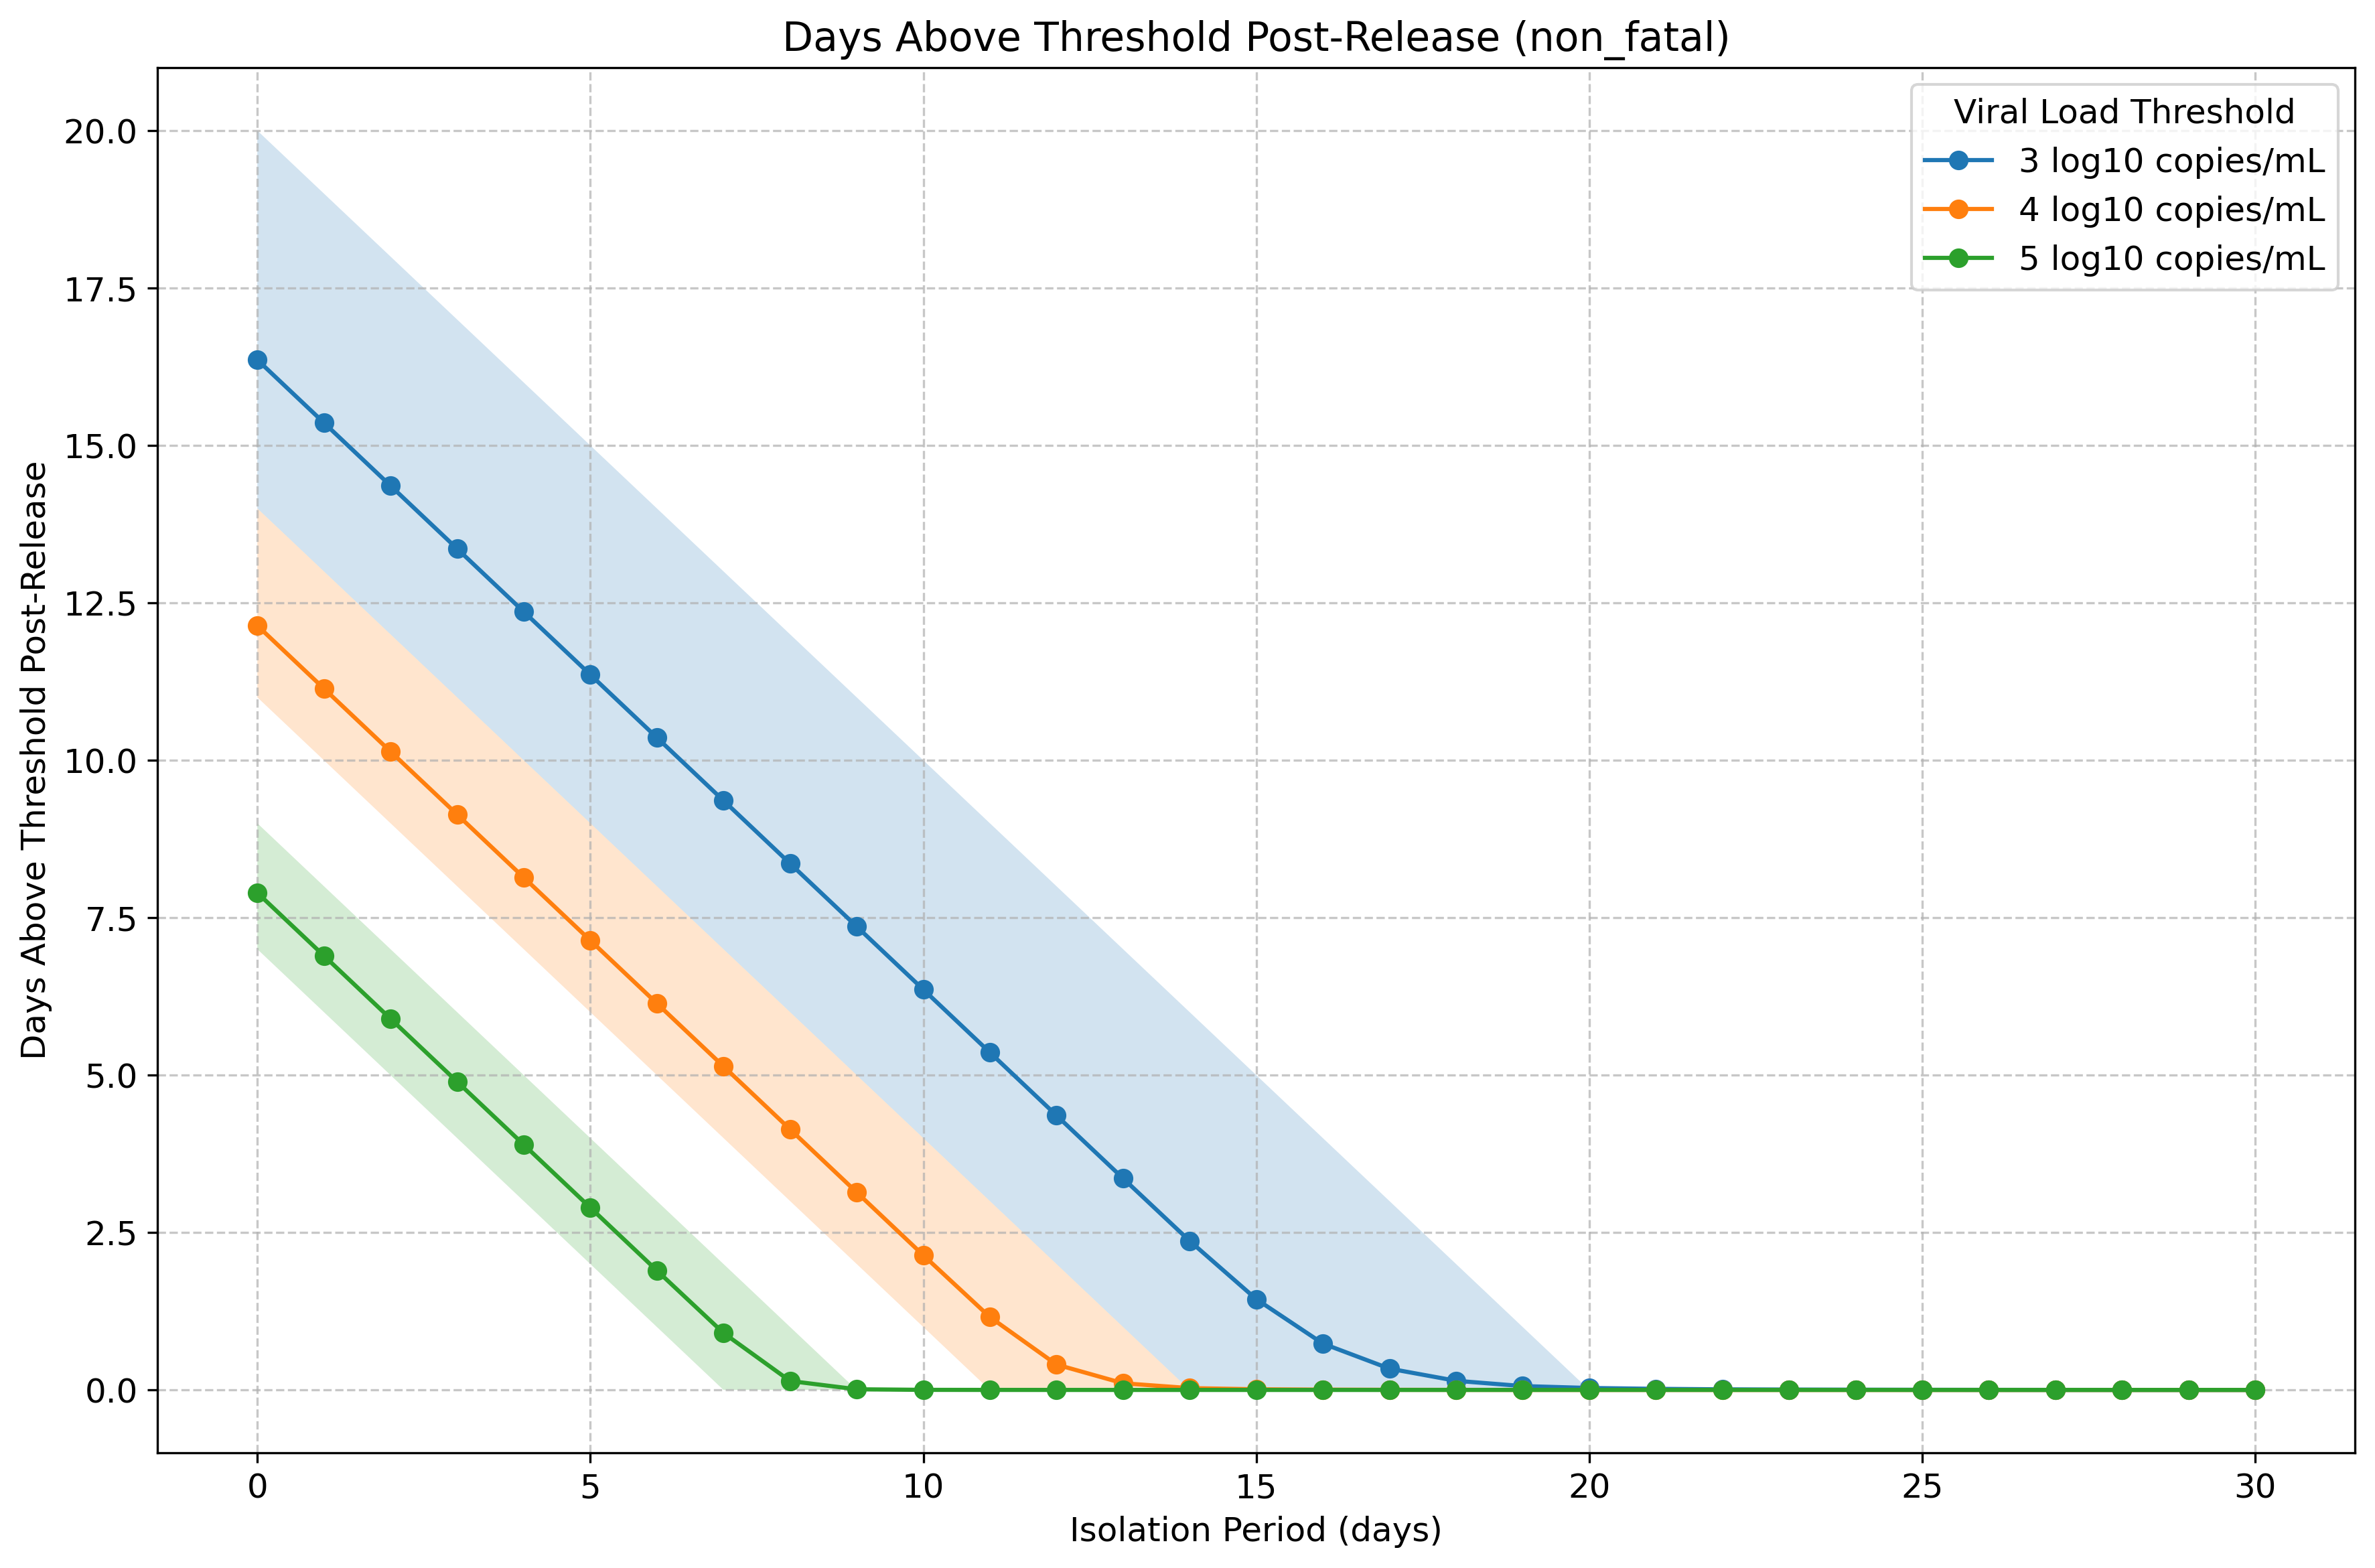 Days Above Threshold Post-Release (non_fatal)
Viral Load Threshold
3 log10 copies/mL
4 log10 copies/mL
5 log10 copies/mL
Days Above Threshold Post-Release
20.0
17.5
15.0
12.5
10.0
7.5
5.0
2.5
0.0
0 5 10 15 20 25 30
Isolation Period (days)